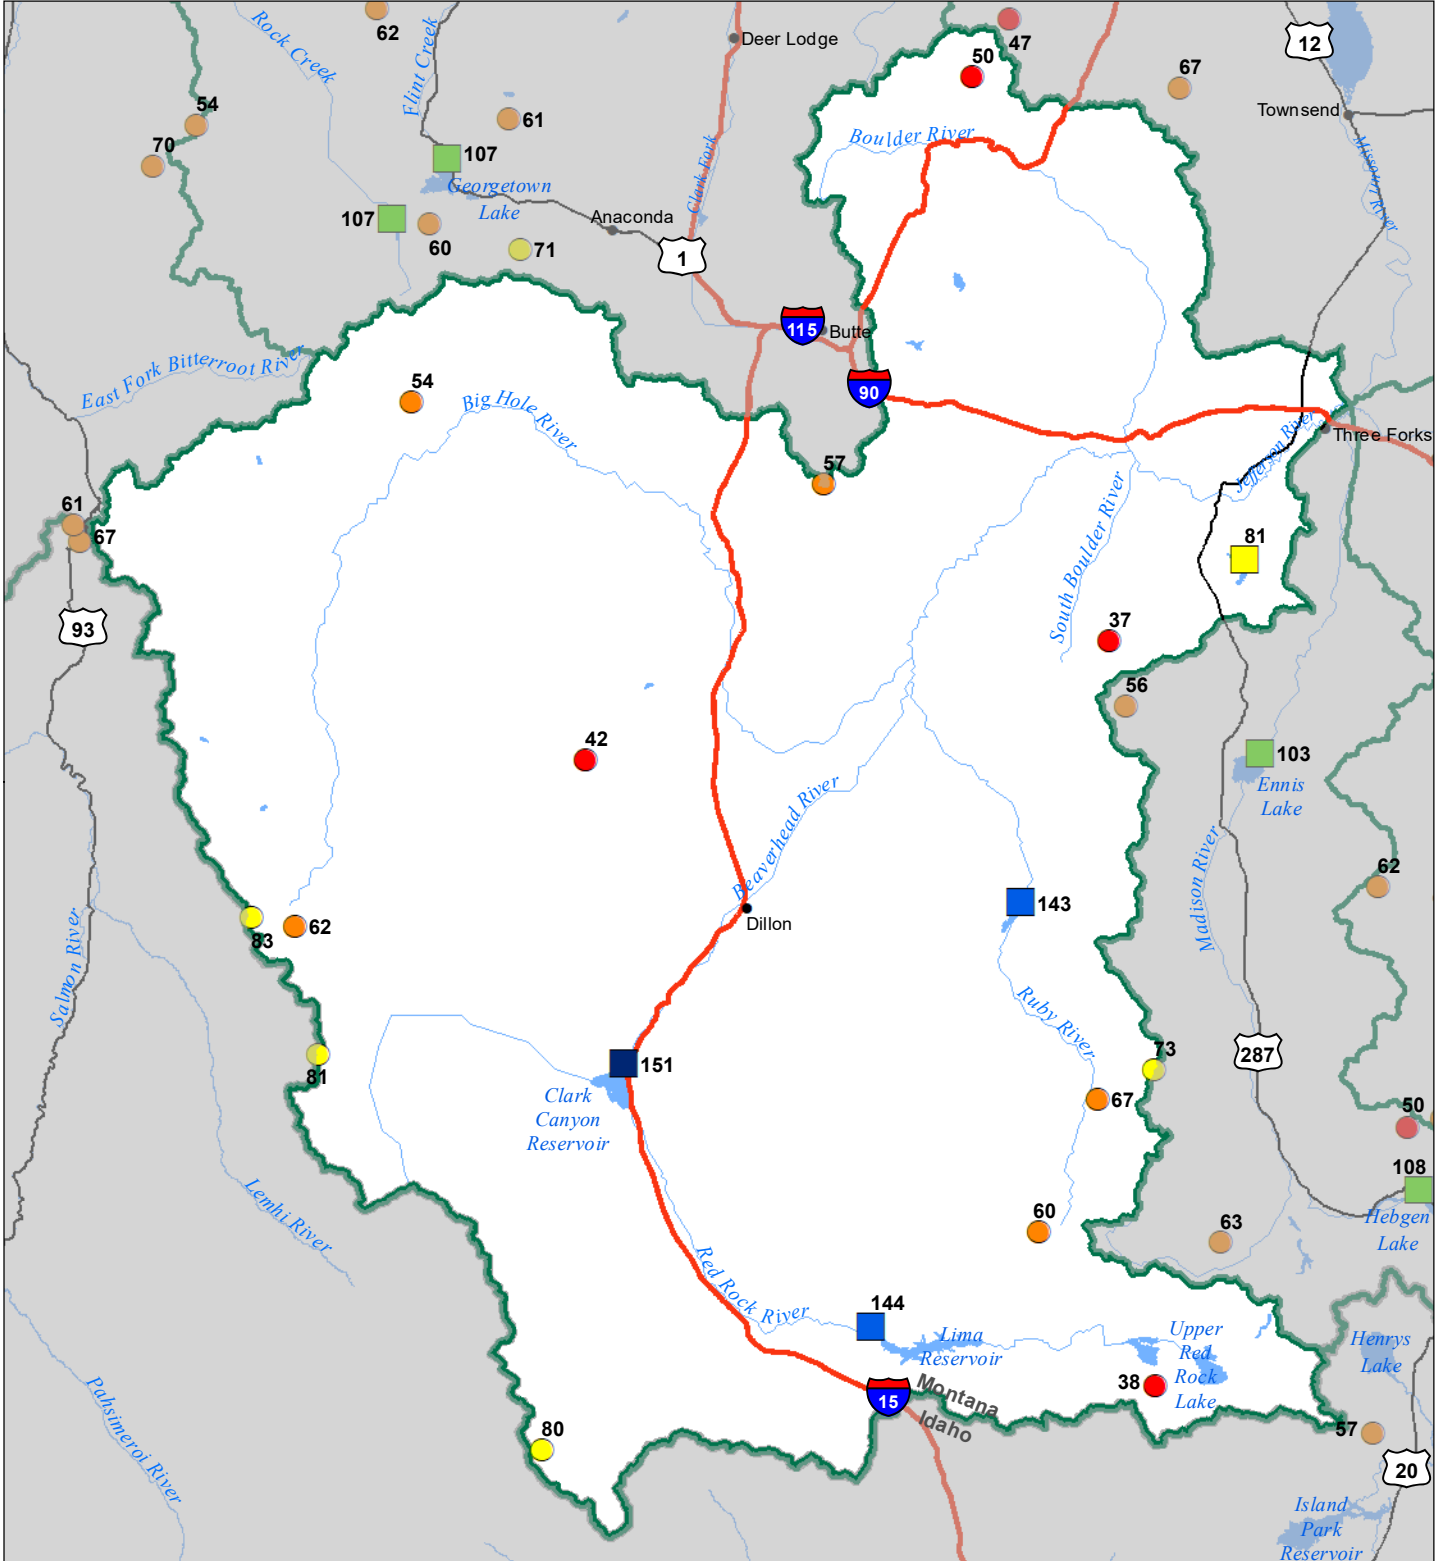 62
Rock Creek
Flint Creek
Deer Lodge
47
50
12
67
Townsend
54
61
70
107
Georgetown
Lake
Clark Fork
Boulder River
Missouri River
107
60
71
Anaconda
1
115
Butte
90
East Fork Bitterroot River
54
Big Hole River
57
Jefferson River
Three Forks
61
67
South Boulder River
81
93
37
56
42
103
Ennis
Lake
Beaverhead River
Madison River
62
83
62
Dillon
143
Salmon River
Ruby River
81
151
Clark
Canyon
Reservoir
73
67
287
50
108
Hebgen
Lake
Lemhi River
60
63
Red Rock River
144
Lima
Reservoir
Upper
Red
Rock
Lake
38
Henrys
Lake
15
Montana
Idaho
Pahsimeroi River
80
57
20
Island
Park
Reservoir